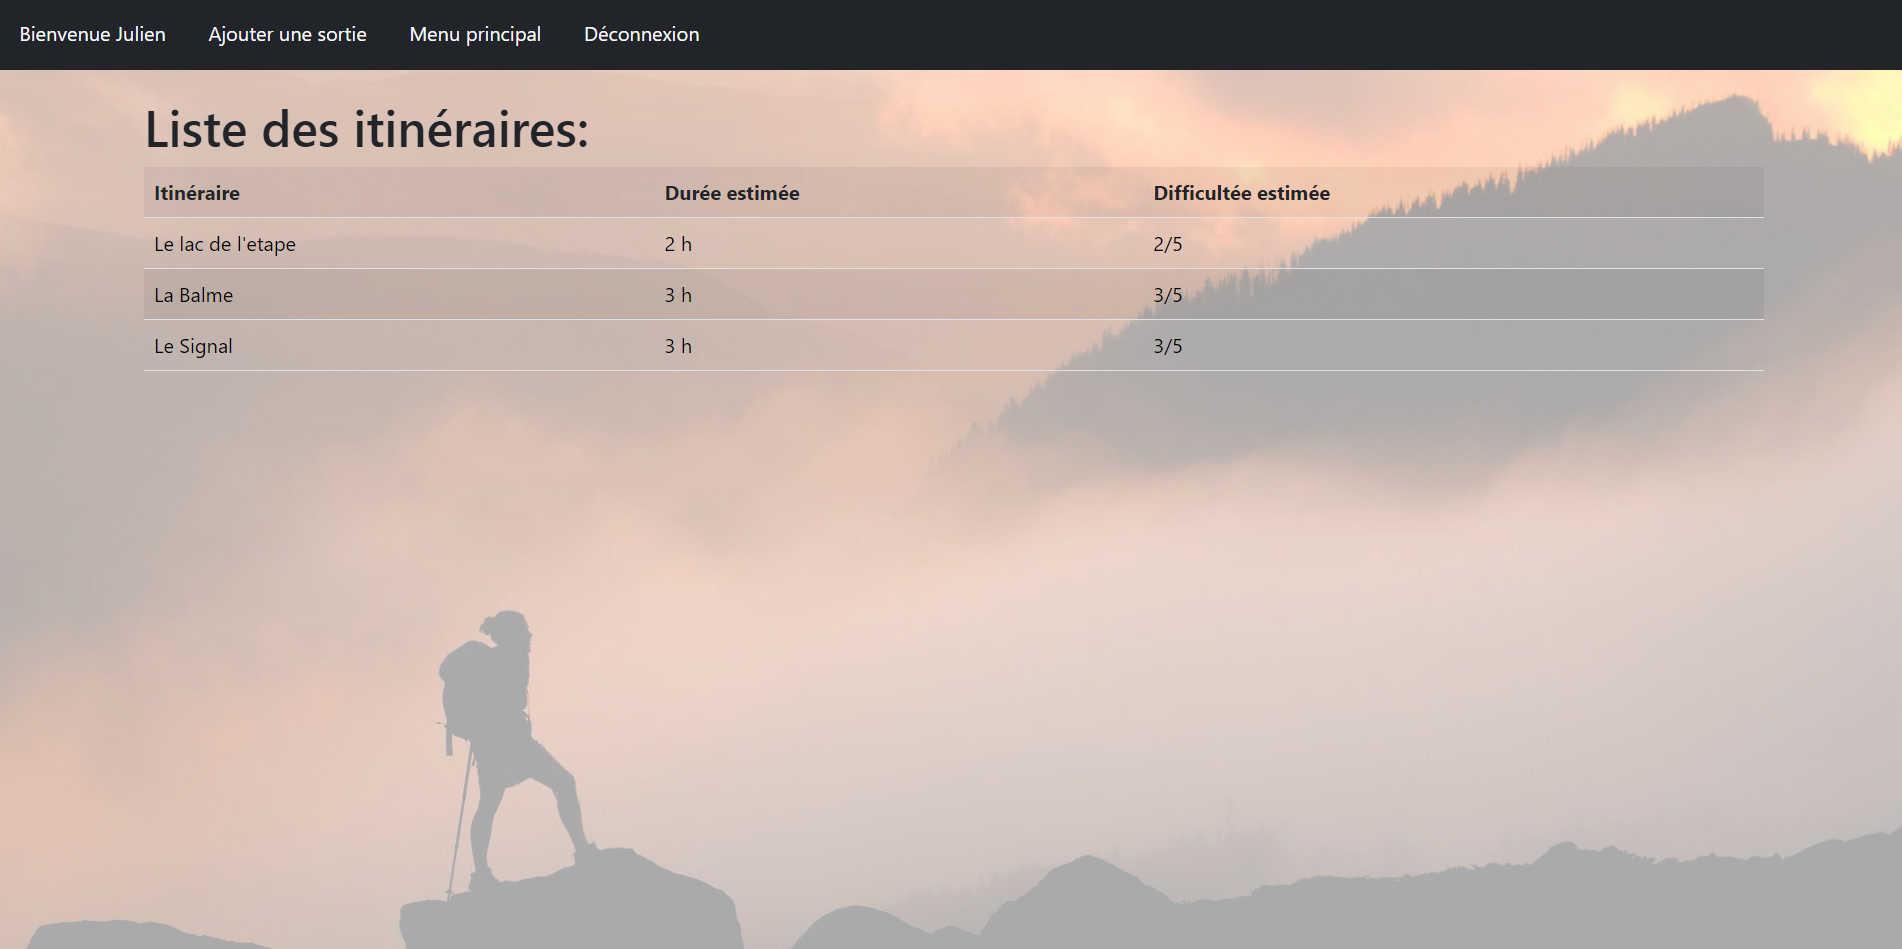 Bienvenue Julien Ajouter une sortie Menu principal Déconnexion
Liste des itinéraires:
Itinéraire Durée estimée Difficultée estimée
Le lac de l'etape 2 h 2/5
La Balme 3 h 3/5
Le Signal 3 h 3/5